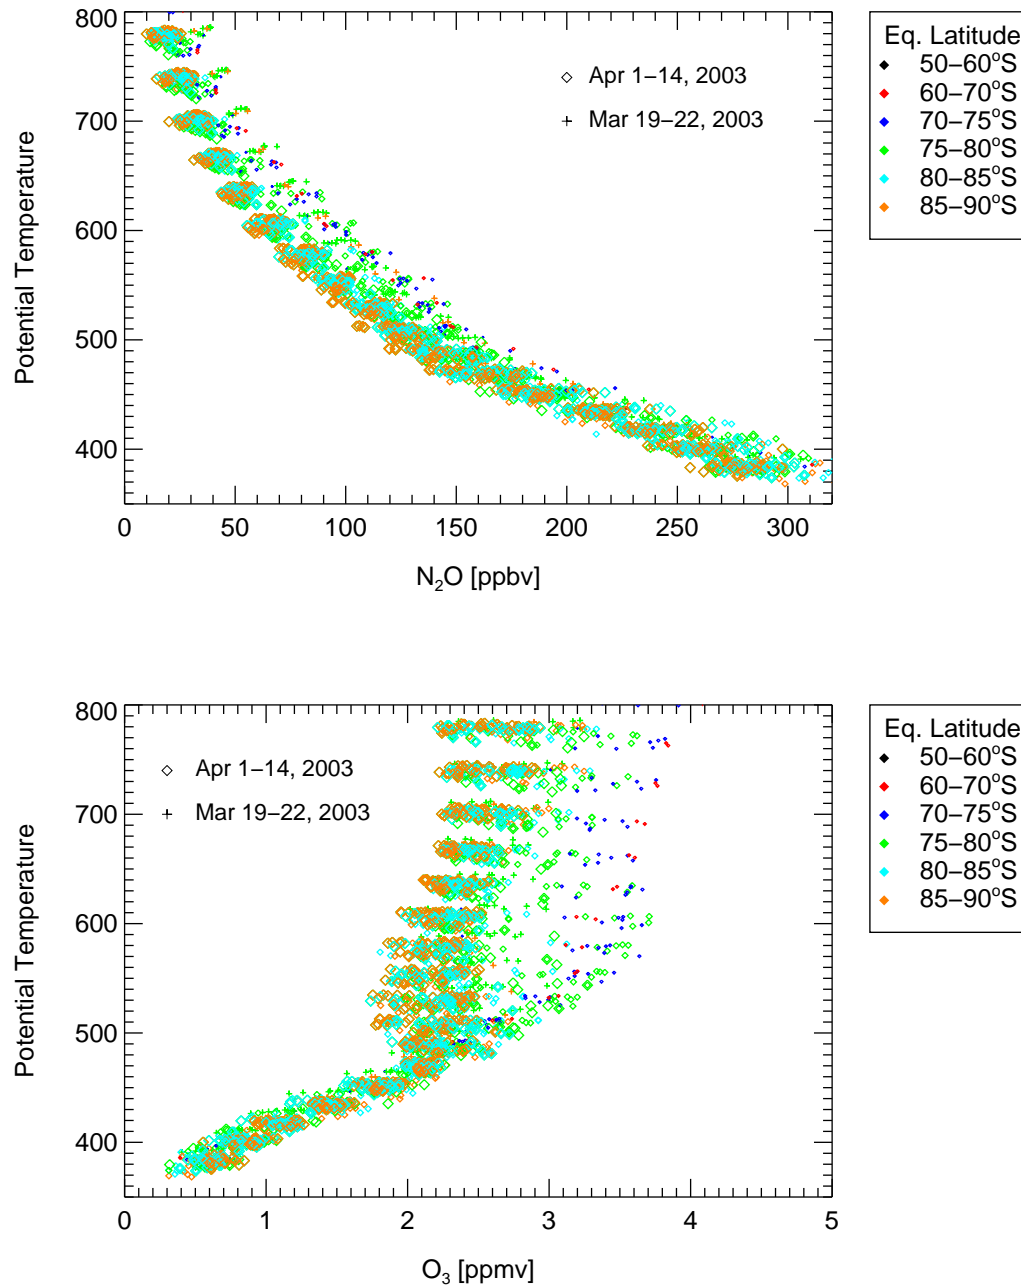 800
700
600
500
400
Potential Temperature
0
50
100
150
200
250
300
N2O [ppbv]
Apr 1−14, 2003
Mar 19−22, 2003
Eq. Latitude
50−60°S
60−70°S
70−75°S
75−80°S
80−85°S
85−90°S
800
700
600
500
400
Potential Temperature
0
1
2
3
4
5
O3 [ppmv]
Apr 1−14, 2003
Mar 19−22, 2003
Eq. Latitude
50−60°S
60−70°S
70−75°S
75−80°S
80−85°S
85−90°S